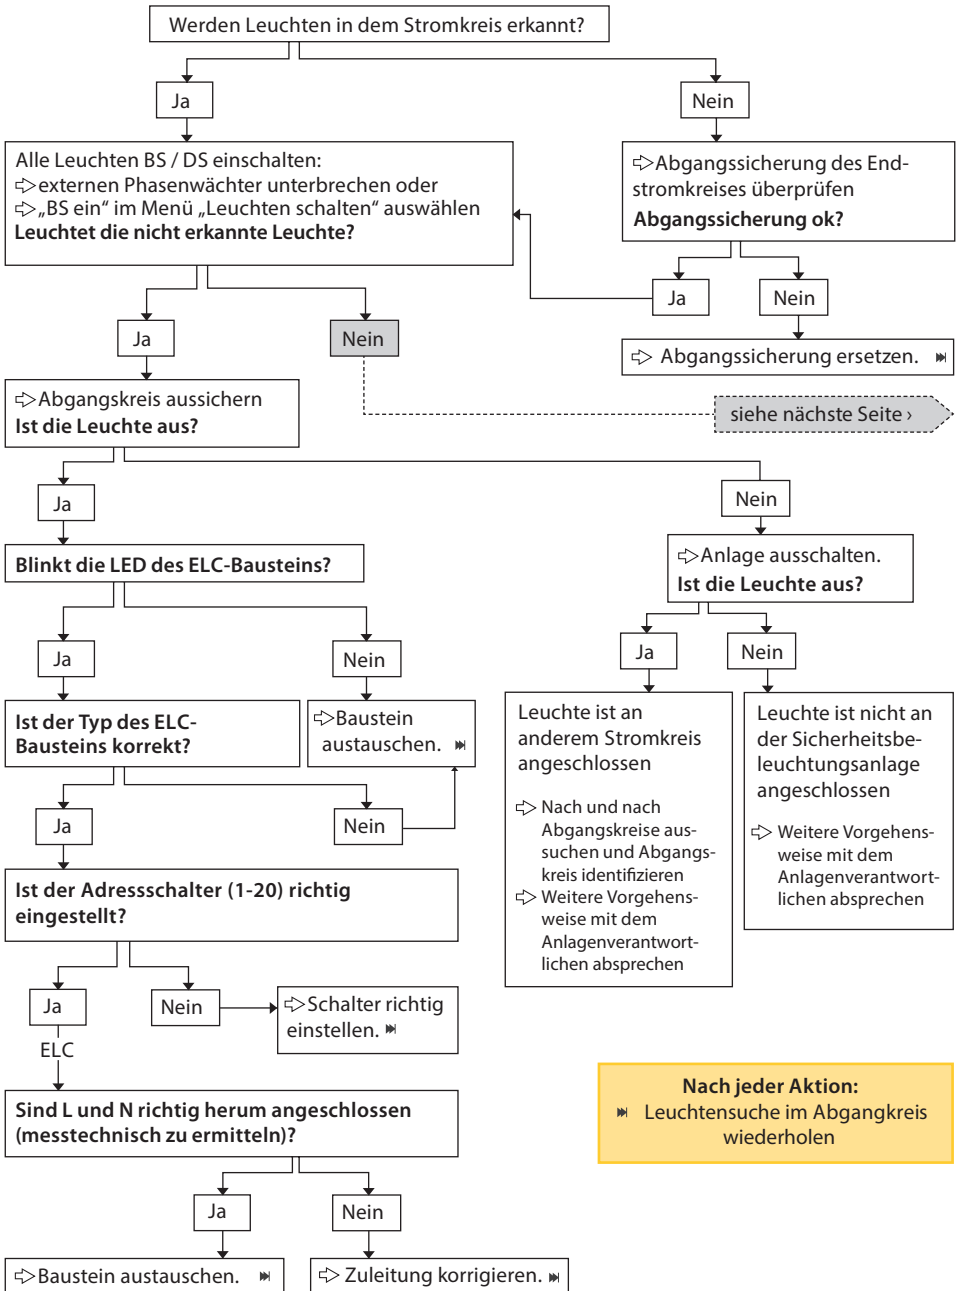 Werden Leuchten in dem Stromkreis erkannt?
Ja
Nein
Alle Leuchten BS / DS einschalten:
⇨externen Phasenwächter unterbrechen oder
⇨„BS ein“ im Menü „Leuchten schalten“ auswählen
Leuchtet die nicht erkannte Leuchte?
⇨Abgangssicherung des End-
stromkreises überprüfen
Abgangssicherung ok?
Ja
Nein
Ja
Nein
⇨ Abgangssicherung ersetzen. ⏭
⇨Abgangskreis aussichern
Ist die Leuchte aus?
siehe nächste Seite ›
Ja
Nein
Blinkt die LED des ELC-Bausteins?
⇨Anlage ausschalten.
Ist die Leuchte aus?
Ja
Nein
Ja
Nein
Ist der Typ des ELC-
Bausteins korrekt?
⇨Baustein
austauschen. ⏭
Leuchte ist an
anderem Stromkreis
angeschlossen
⇨ Nach und nach
Abgangskreise aus-
suchen und Abgangs-
kreis identifizieren
⇨ Weitere Vorgehens-
weise mit dem
Anlagenverantwort-
lichen absprechen
Leuchte ist nicht an
der Sicherheitsbe-
leuchtungsanlage
angeschlossen
⇨ Weitere Vorgehens-
weise mit dem
Anlagenverantwort-
lichen absprechen
Ja
Nein
Ist der Adressschalter (1-20) richtig
eingestellt?
Ja
Nein
⇨Schalter richtig
einstellen. ⏭
ELC
Sind L und N richtig herum angeschlossen
(messtechnisch zu ermitteln)?
Nach jeder Aktion:
⏭ Leuchtensuche im Abgangkreis
wiederholen
Ja
Nein
⇨Baustein austauschen. ⏭
⇨ Zuleitung korrigieren. ⏭